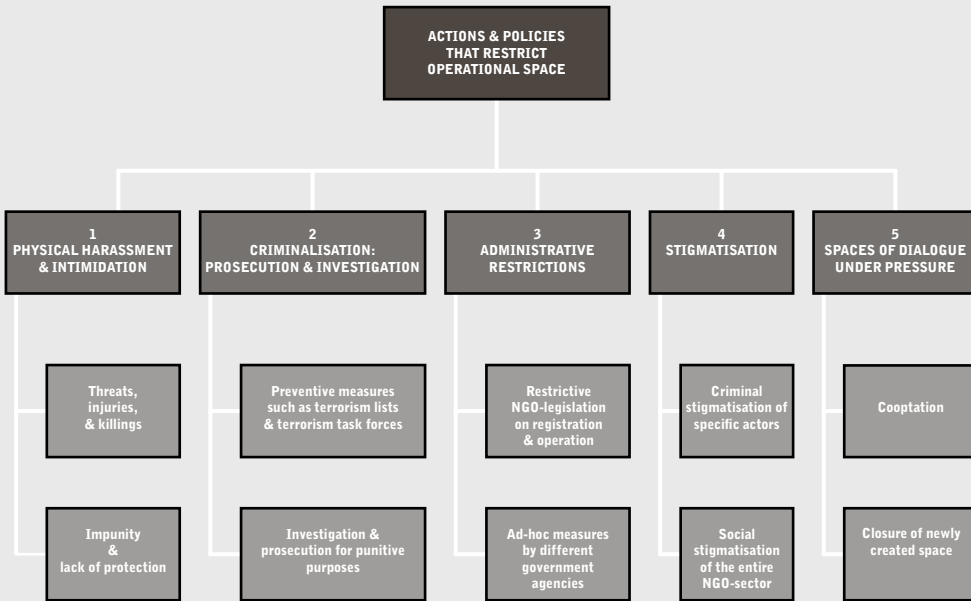 ACTIONS & POLICIES
THAT RESTRICT
OPERATIONAL SPACE
1
PHYSICAL HARASSMENT
& INTIMIDATION
2
CRIMINALISATION:
PROSECUTION & INVESTIGATION
3
ADMINISTRATIVE
RESTRICTIONS
4
STIGMATISATION
5
SPACES OF DIALOGUE
UNDER PRESSURE
Threats,
injuries,
& killings
Preventive measures
such as terrorism lists
& terrorism task forces
Restrictive
NGO-legislation
on registration
& operation
Criminal
stigmatisation of
specific actors
Cooptation
Impunity
&
lack of protection
Investigation &
prosecution for punitive
purposes
Ad-hoc measures
by different
government
agencies
Social
stigmatisation
of the entire
NGO-sector
Closure of newly
created space